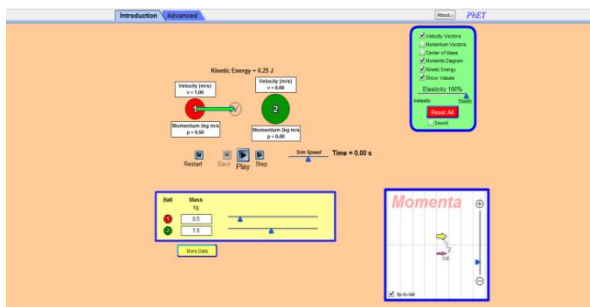 Introduction
Advanced
About...
PhET
Velocity Vectors
Momentum Vectors
Center of Mass
Momenta Diagram
Kinetic Energy
Show Values
Elasticity 100%
Inelastic
Elastic
Reset All
Sound
Kinetic Energy = 0.25 J
Velocity (m/s)
v = 1.00
Velocity (m/s)
v = 0.00
1
2
Momentum (kg m/s
p = 0.50
Momentum (kg m/s
p = 0.00
Restart
Back
Play
Step
Sim Speed
Time = 0.00 s
Ball
Mass
kg
1
0.5
2
1.5
More Data
Momenta
2
total
tip-to-tail